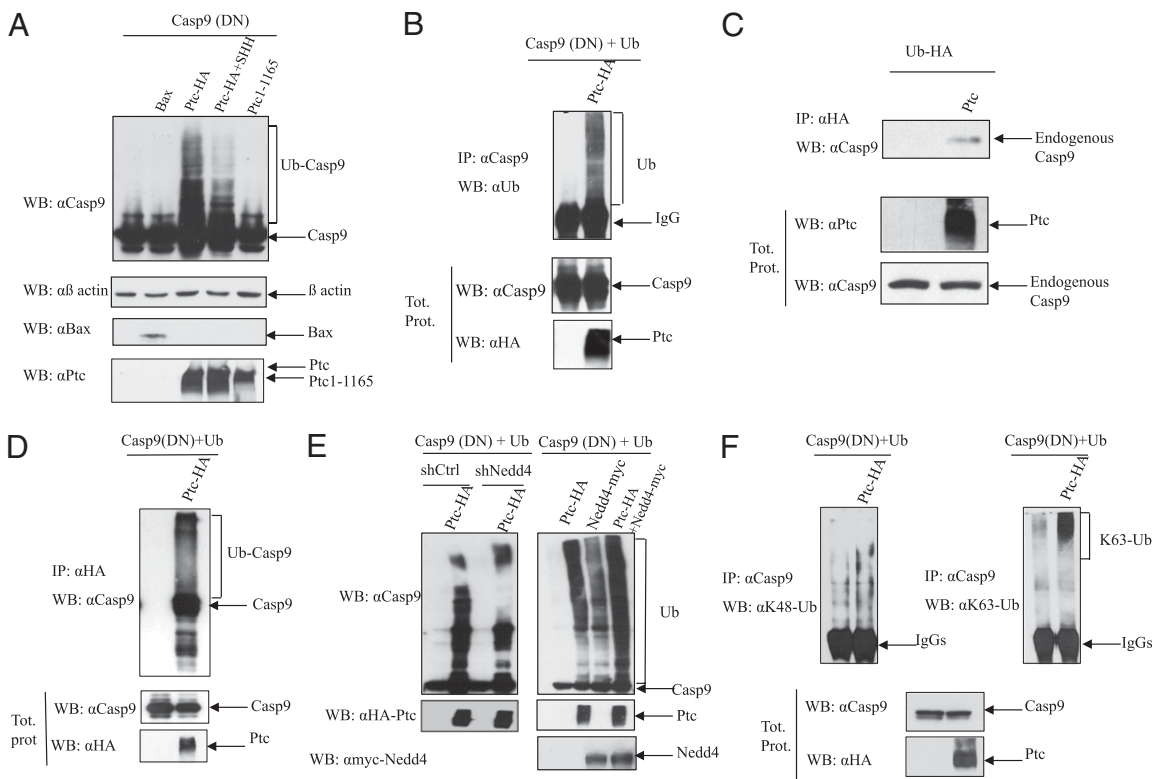 A
Casp9 (DN)
Bax
Ptc-HA
Ptc-HA+SHH
Ptc1-1165
WB: αCasp9
Ub-Casp9
Casp9
WB: αß actin
ß actin
WB: αBax
Bax
WB: αPtc
Ptc
Ptc1-1165
B
Casp9 (DN) + Ub
Ptc-HA
IP: αCasp9
WB: αUb
Ub
IgG
Tot.
Prot.
WB: αCasp9
Casp9
WB: αHA
Ptc
C
Ub-HA
Ptc
IP: αHA
WB: αCasp9
Endogenous
Casp9
Tot.
Prot.
WB: αPtc
Ptc
WB: αCasp9
Endogenous
Casp9
D
Casp9(DN)+Ub
Ptc-HA
IP: αHA
WB: αCasp9
Ub-Casp9
Casp9
Tot.
prot
WB: αCasp9
Casp9
WB: αHA
Ptc
E
Casp9 (DN) + Ub
shCtrl
shNedd4
Ptc-HA
Ptc-HA
Casp9 (DN) + Ub
Ptc-HA
Nedd4-myc
Ptc-HA
+Nedd4-myc
WB: αCasp9
Ub
Casp9
WB: αHA-Ptc
Ptc
WB: αmyc-Nedd4
Nedd4
F
Casp9(DN)+Ub
Ptc-HA
IP: αCasp9
WB: αK48-Ub
IgGs
Casp9(DN)+Ub
Ptc-HA
K63-Ub
IP: αCasp9
WB: αK63-Ub
IgGs
Tot.
Prot.
WB: αCasp9
Casp9
WB: αHA
Ptc